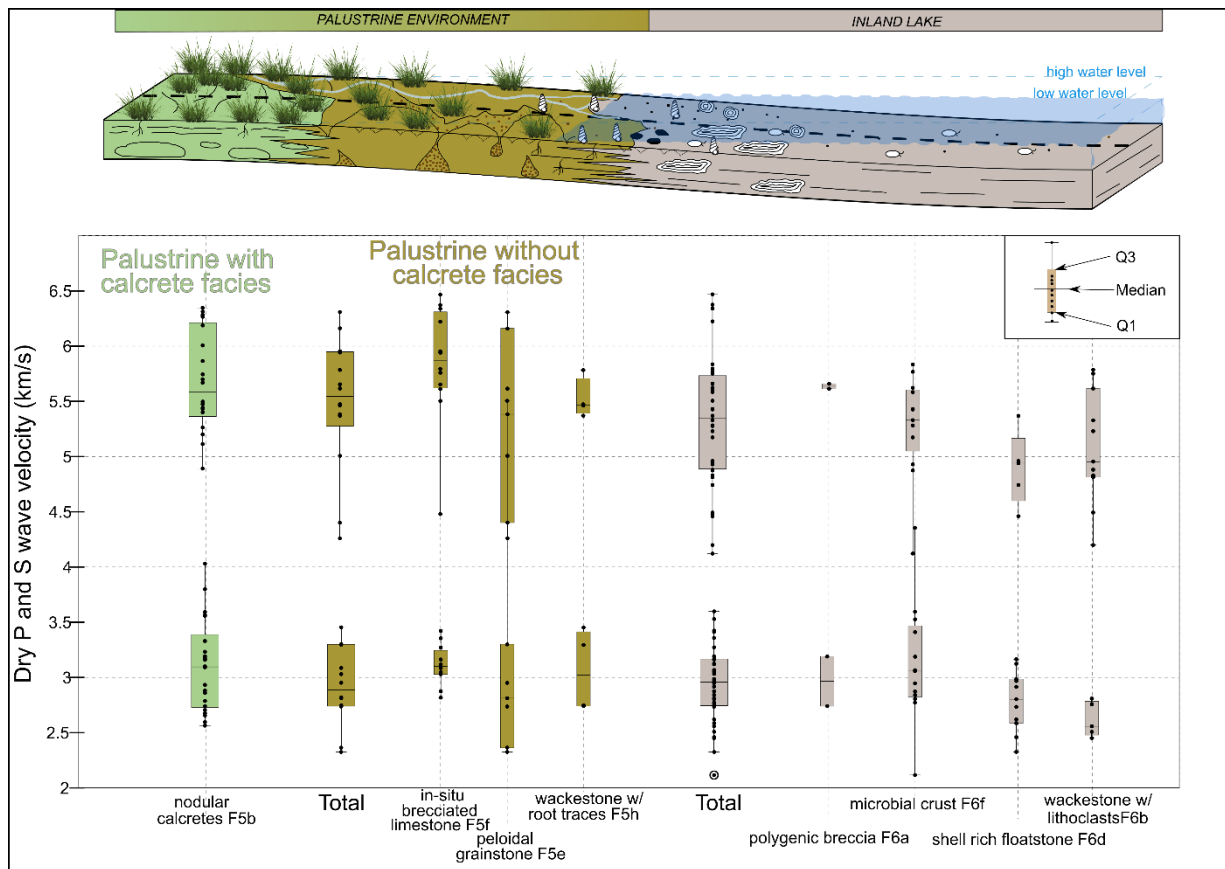 PALUSTRINE ENVIRONMENT
INLAND LAKE
high water level
low water level
Palustrine with
calcrete facies
Palustrine without
calcrete facies
Q3
Median
Q1
Dry P and S wave velocity (km/s)
6.5
6
5.5
5
4.5
4
3.5
3
2.5
2
nodular
calcretes F5b
Total
in-situ
brecciated
limestone F5f
peloidal
grainstone F5e
wackestone w/
root traces F5h
Total
polygenic breccia F6a
microbial crust F6f
shell rich floatstone F6d
wackestone w/
lithoclastsF6b